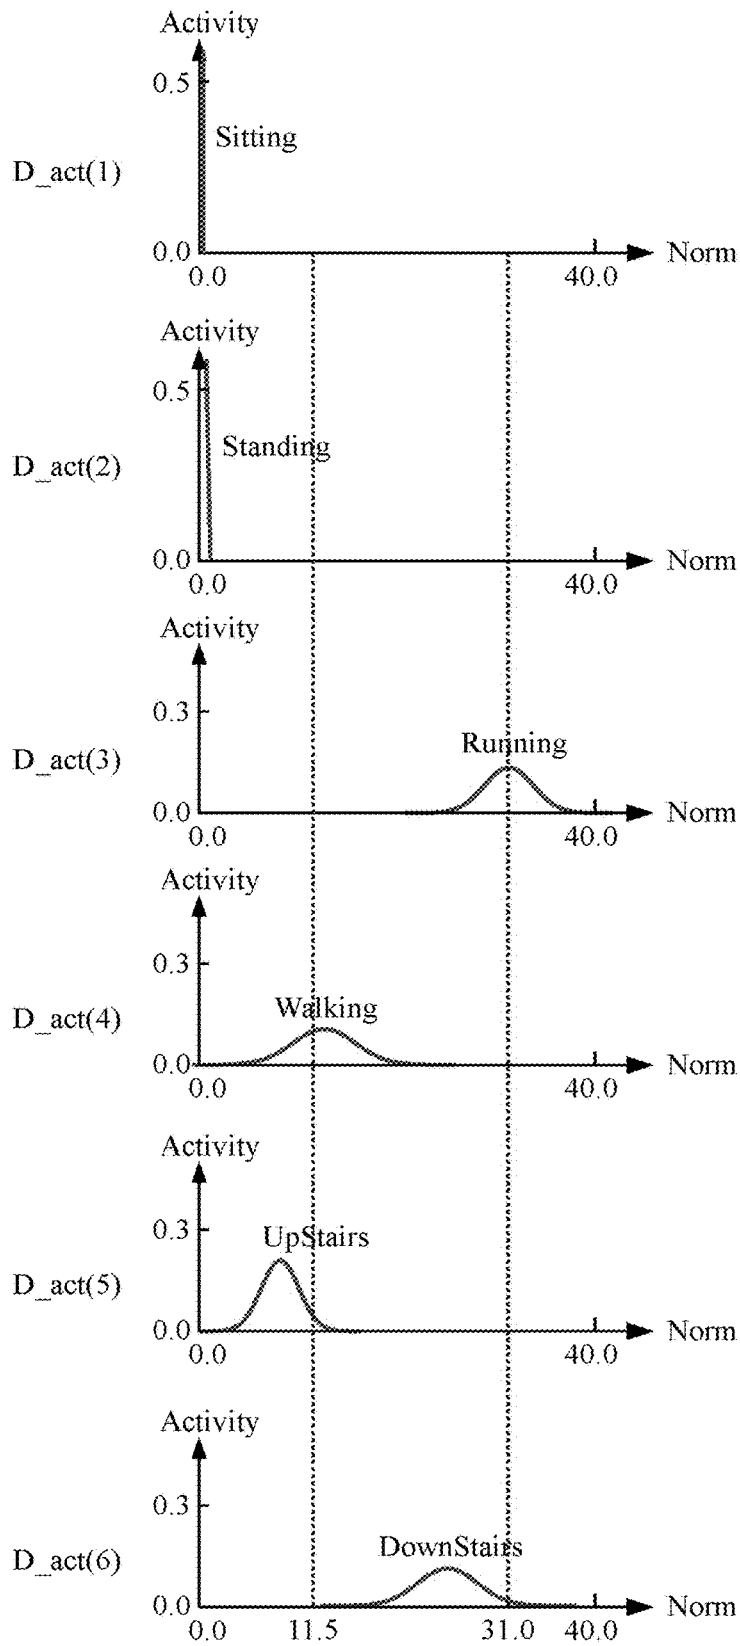 Activity
0.5
Sitting
D_act(1)
0.0
Norm
0.0
40.0
Activity
0.5
Standing
D_act(2)
0.0
Norm
0.0
40.0
Activity
0.3
Running
D_act(3)
0.0
Norm
0.0
40.0
Activity
0.3
Walking
D_act(4)
0.0
Norm
0.0
40.0
Activity
0.3
UpStairs
D_act(5)
0.0
Norm
0.0
40.0
Activity
0.3
DownStairs
D_act(6)
0.0
Norm
0.0 11.5 31.0 40.0